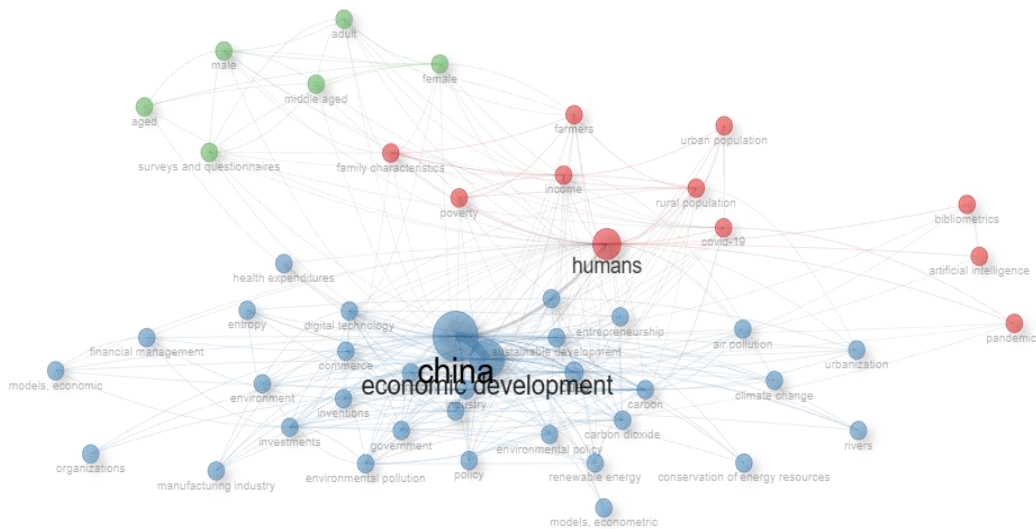 adult
male
female
middle aged
aged
farmers
urban population
surveys and questionnaires
family characteristics
income
rural population
poverty
bibliometrics
covid-19
humans
artificial intelligence
health expenditures
entropy
digital technology
entrepreneurship
pandemic
financial management
sustainable development
air pollution
commerce
urbanization
china
models, economic
economic development
environment
climate change
inventions
industry
carbon
investments
government
carbon dioxide
environmental policy
rivers
organizations
manufacturing industry
environmental pollution
policy
renewable energy
conservation of energy resources
models, econometric